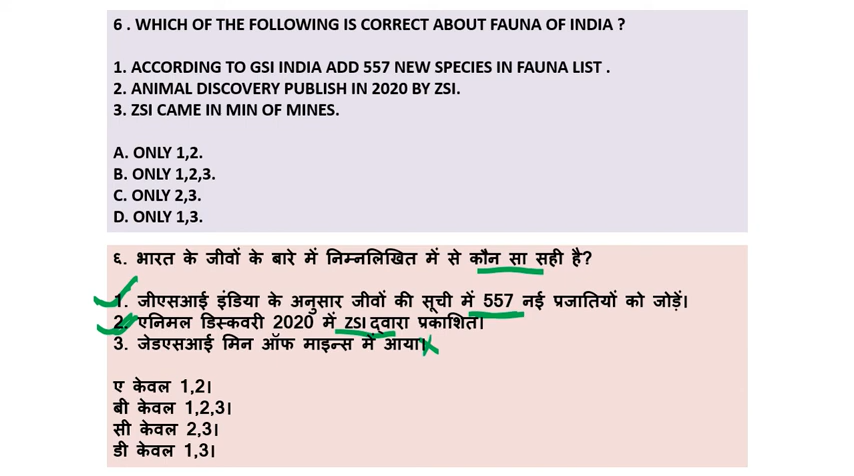 6 . WHICH OF THE FOLLOWING IS CORRECT ABOUT FAUNA OF INDIA ?
1. ACCORDING TO GSI INDIA ADD 557 NEW SPECIES IN FAUNA LIST .
2. ANIMAL DISCOVERY PUBLISH IN 2020 BY ZSI.
3. ZSI CAME IN MIN OF MINES.
A. ONLY 1,2.
B. ONLY 1,2,3.
C. ONLY 2,3.
D. ONLY 1,3.
६. भारत के जीवों के बारे में निम्नलिखित में से कौन सा सही है?
1. जीएसआई इंडिया के अनुसार जीवों की सूची में 557 नई प्रजातियों को जोड़ें।
2. एनिमल डिस्कवरी 2020 में ZSI द्वारा प्रकाशित।
3. जेडएसआई मिन ऑफ माइन्स में आया।
ए केवल 1,2।
बी केवल 1,2,3।
सी केवल 2,3।
डी केवल 1,3।